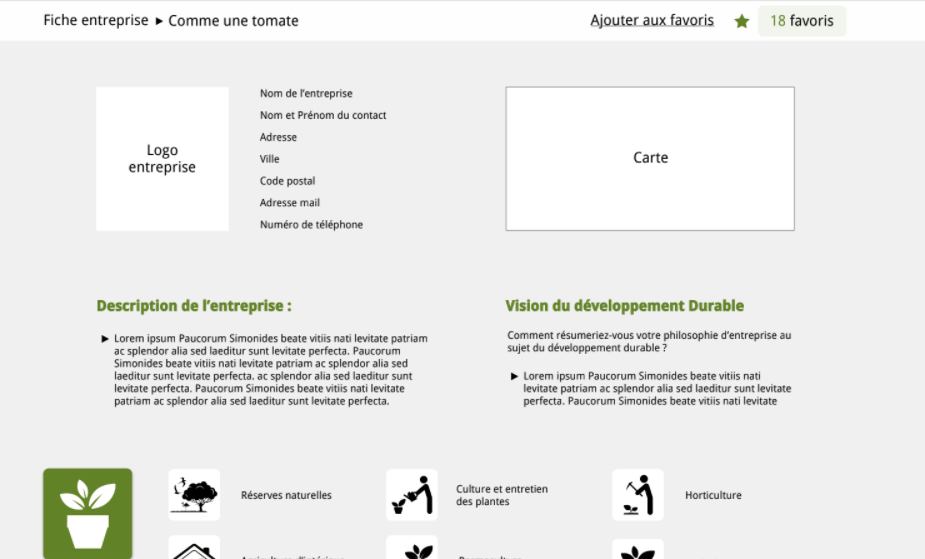 Fiche entreprise ► Comme une tomate
Ajouter aux favoris
18 favoris
Logo
entreprise
Nom de l'entreprise
Nom et Prénom du contact
Adresse
Ville
Code postal
Adresse mail
Numéro de téléphone
Carte
Description de l'entreprise :
► Lorem ipsum Paucorum Simonides beate vitiis nati levitate patriam
ac splendor alia sed laeditur sunt levitate perfecta. Paucorum
Simonides beate vitiis nati levitate patriam ac splendor alia sed
laeditur sunt levitate perfecta. ac splendor alia sed laeditur sunt
levitate perfecta. Paucorum Simonides beate vitiis nati levitate
patriam ac splendor alia sed laeditur sunt levitate perfecta.
Vision du développement Durable
Comment résumeriez-vous votre philosophie d'entreprise au
sujet du développement durable ?
► Lorem ipsum Paucorum Simonides beate vitiis nati
levitate patriam ac splendor alia sed laeditur sunt levitate
perfecta. Paucorum Simonides beate vitiis nati levitate
Réserves naturelles
Culture et entretien
des plantes
Horticulture